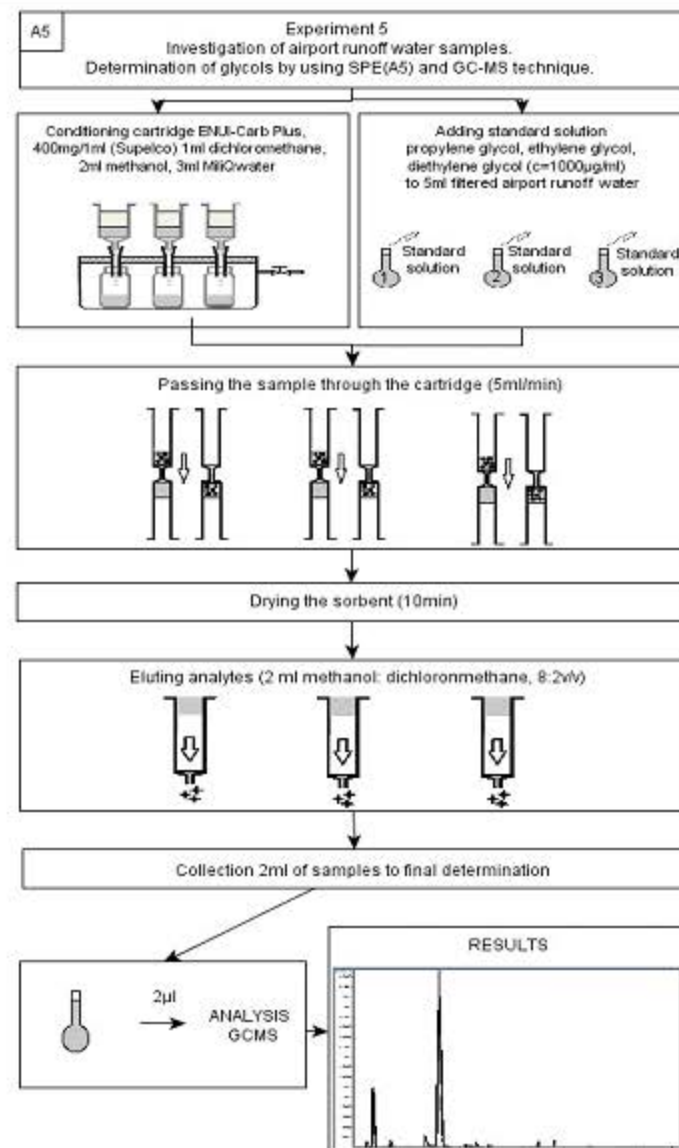 A5
Experiment 5
Investigation of airport runoff water samples.
Determination of glycols by using SPE(A5) and GC-MS technique.
Conditioning cartridge ENUI-Carb Plus,
400mg/1ml (Supelco) 1ml dichloromethane,
2ml methanol, 3ml MiliQwater
Adding standard solution
propylene glycol, ethylene glycol,
diethylene glycol (c=1000µg/ml)
to 5ml filtered airport runoff water
Standard
solution
1
Standard
solution
2
Standard
solution
3
Passing the sample through the cartridge (5ml/min)
Drying the sorbent (10min)
Eluting analytes (2 ml methanol: dichloronmethane, 8:2v/v)
Collection 2ml of samples to final determination
2µl
ANALYSIS
GCMS
RESULTS